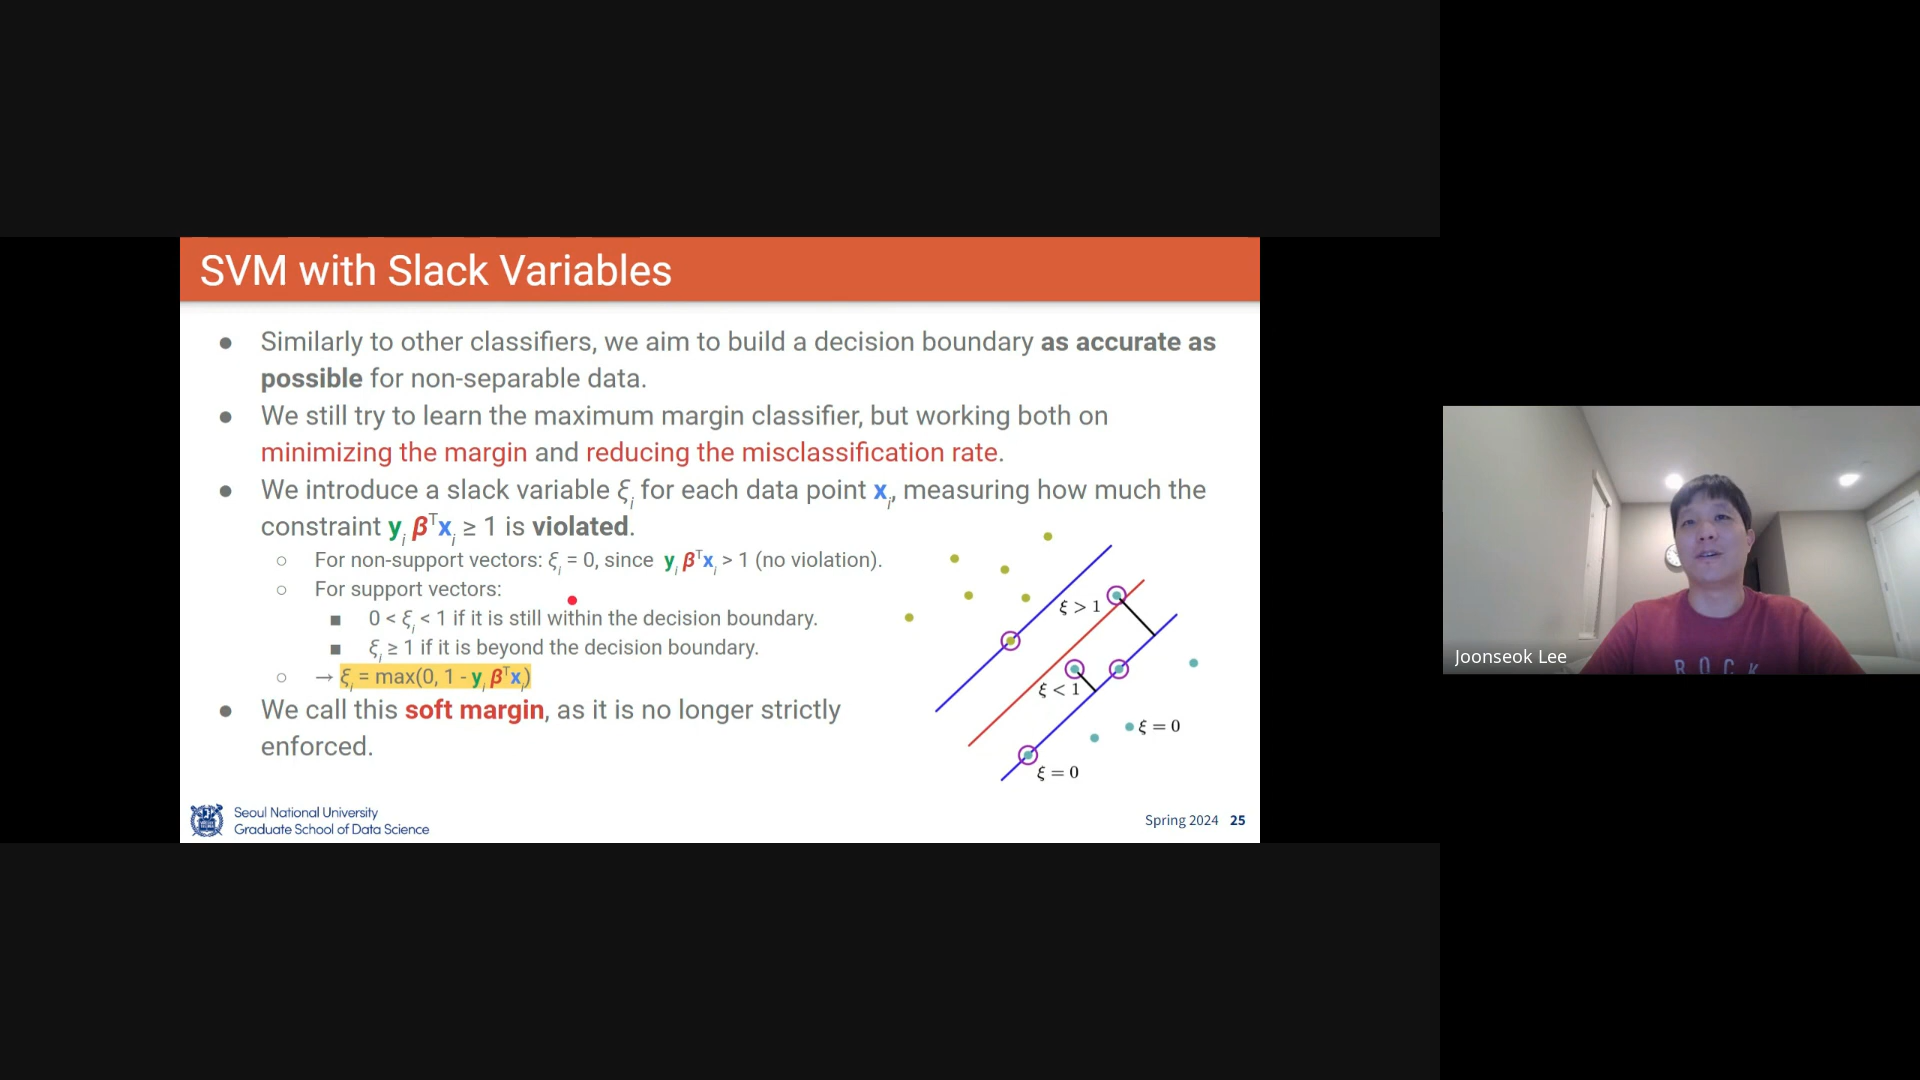 SVM with Slack Variables
● Similarly to other classifiers, we aim to build a decision boundary as accurate as
possible for non-separable data.
● We still try to learn the maximum margin classifier, but working both on
minimizing the margin and reducing the misclassification rate.
● We introduce a slack variable ξᵢ for each data point xᵢ, measuring how much the
constraint yᵢ βᵀxᵢ ≥ 1 is violated.
○ For non-support vectors: ξᵢ = 0, since yᵢ βᵀxᵢ > 1 (no violation).
○ For support vectors:
■ 0 < ξᵢ < 1 if it is still within the decision boundary.
■ ξᵢ ≥ 1 if it is beyond the decision boundary.
○ → ξᵢ = max(0, 1 - yᵢ βᵀxᵢ)
● We call this soft margin, as it is no longer strictly
enforced.
ξ > 1
ξ < 1
ξ = 0
ξ = 0
Seoul National University
Graduate School of Data Science
Spring 2024 25
Joonseok Lee
ROCK